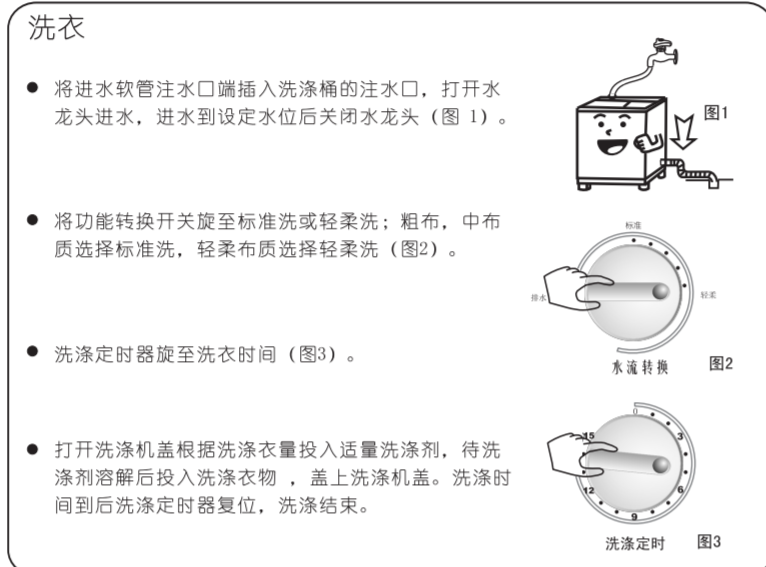 洗衣
● 将进水软管注水口端插入洗涤桶的注水口，打开水
龙头进水，进水到设定水位后关闭水龙头（图 1）。
图1
● 将功能转换开关旋至标准洗或轻柔洗；粗布，中布
质选择标准洗，轻柔布质选择轻柔洗（图2）。
标准
排水
轻柔
水流转换
图2
● 洗涤定时器旋至洗衣时间（图3）。
● 打开洗涤机盖根据洗涤衣量投入适量洗涤剂，待洗
涤剂溶解后投入洗涤衣物 ，盖上洗涤机盖。洗涤时
间到后洗涤定时器复位，洗涤结束。
0
15
3
12
6
9
洗涤定时
图3